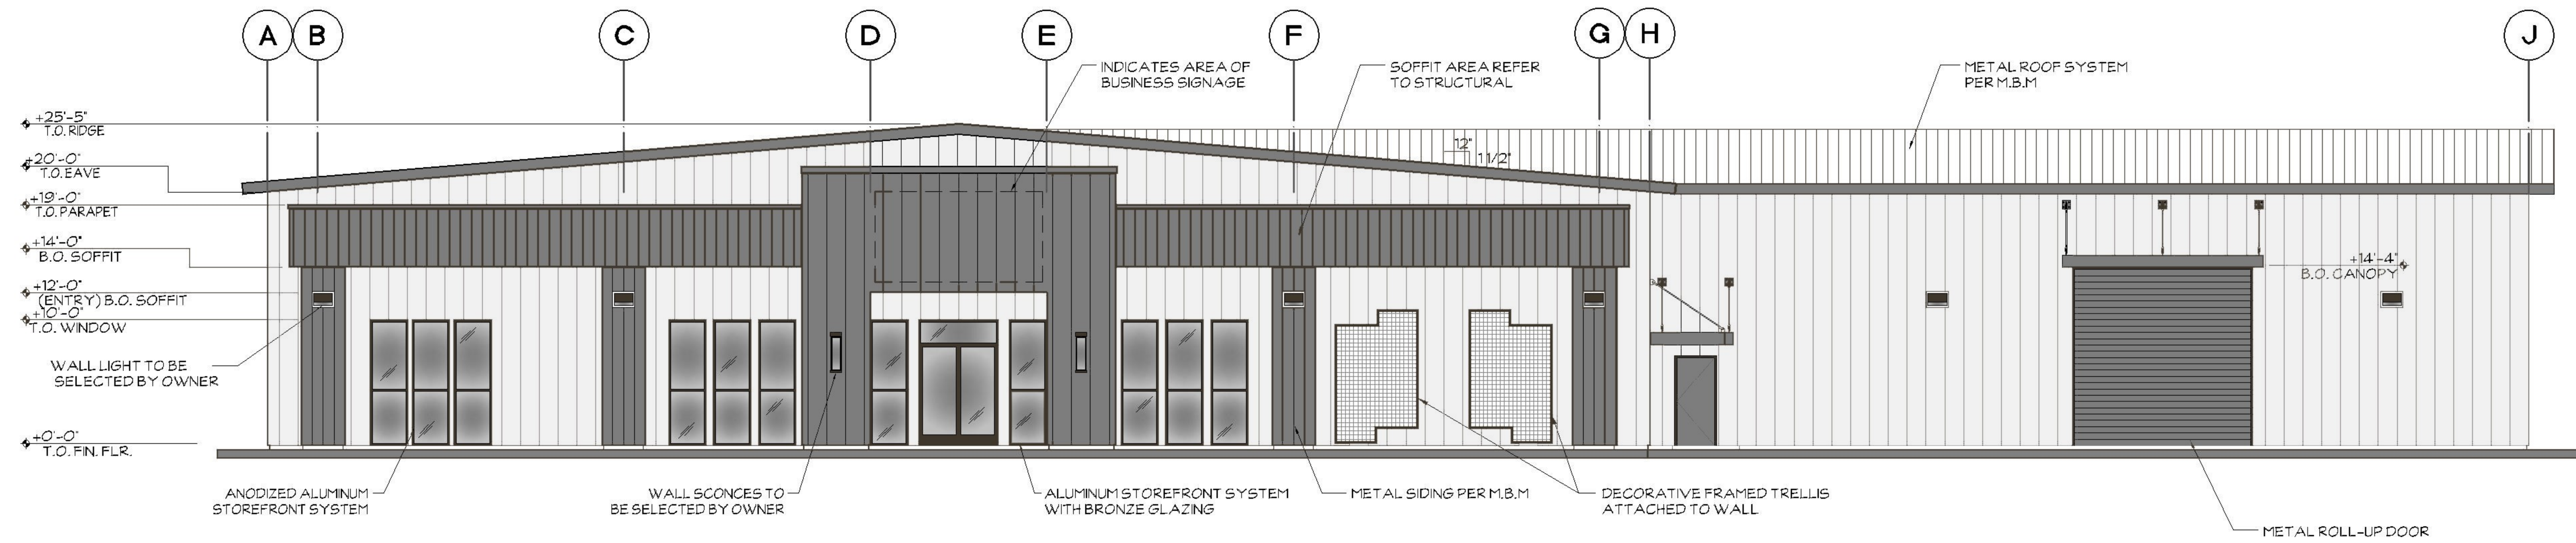 A B C D E F G H J
INDICATES AREA OF
BUSINESS SIGNAGE
SOFFIT AREA REFER
TO STRUCTURAL
METAL ROOF SYSTEM
PER M.B.M
+25'-5"
T.O. RIDGE
+20'-0"
T.O. EAVE
+19'-0"
T.O. PARAPET
+14'-0"
B.O. SOFFIT
+12'-0"
(ENTRY) B.O. SOFFIT
+10'-0"
T.O. WINDOW
12"
1 1/2"
+14'-4"
B.O. CANOPY
WALL LIGHT TO BE
SELECTED BY OWNER
+0'-0"
T.O. FIN. FLR.
ANODIZED ALUMINUM
STOREFRONT SYSTEM
WALL SCONCES TO
BE SELECTED BY OWNER
ALUMINUM STOREFRONT SYSTEM
WITH BRONZE GLAZING
METAL SIDING PER M.B.M
DECORATIVE FRAMED TRELLIS
ATTACHED TO WALL
METAL ROLL-UP DOOR